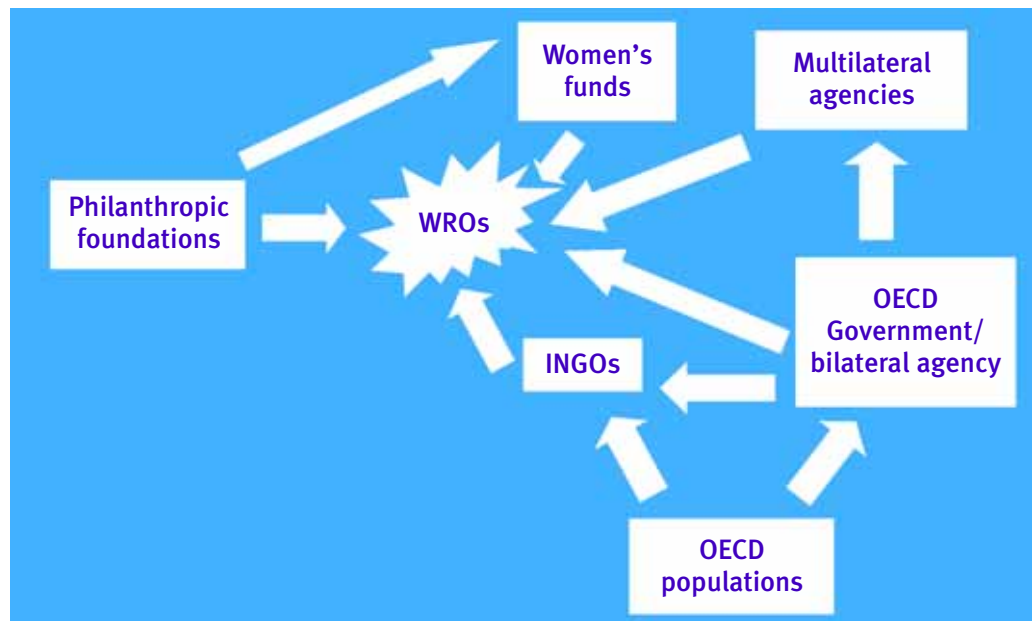 Women’s
funds
Multilateral
agencies
Philanthropic
foundations
WROs
OECD
Government/
bilateral agency
INGOs
OECD
populations